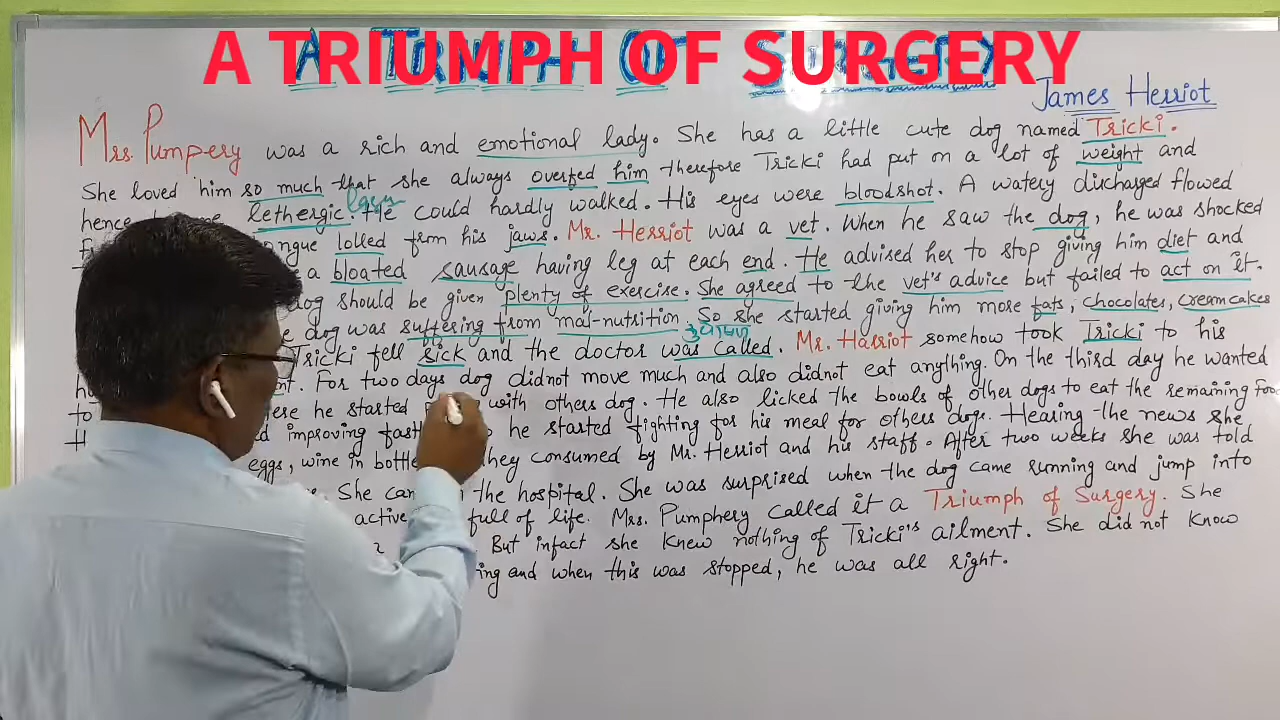 A TRIUMPH OF SURGERY
A TRIUMPH OF SURGERY
James Herriot
Mrs. Pumpery was a rich and emotional lady. She has a little cute dog named Tricki.
She loved him so much that she always overfed him therefore Tricki had put on a lot of weight and
hence lethergic. He could hardly walked. His eyes were bloodshot. A watery discharged flowed
lolled from his jaws. Mr. Herriot was a vet. When he saw the dog, he was shocked
a bloated sausage having leg at each end. He advised her to stop giving him diet and
dog should be given plenty of exercise. She agreed to the vet's advice but failed to act on it.
dog was suffering from mal-nutrition. So she started giving him more fats, chocolates, creamcakes
Tricki fell sick and the doctor was called. Mr. Harriot somehow took Tricki to his
For two days dog didnot move much and also didnot eat anything. On the third day he wanted
to he started with others dog. He also licked the bowls of other dogs to eat the remaining food
improving fast he started fighting for his meal for others dogs. Hearing the news she
eggs, wine in bottle they consumed by Mr. Herriot and his staff. After two weeks she was told
She the hospital. She was surprised when the dog came running and jump into
active full of life. Mrs. Pumphery called it a Triumph of Surgery. She
But infact she knew nothing of Tricki's ailment. She did not know
and when this was stopped, he was all right.